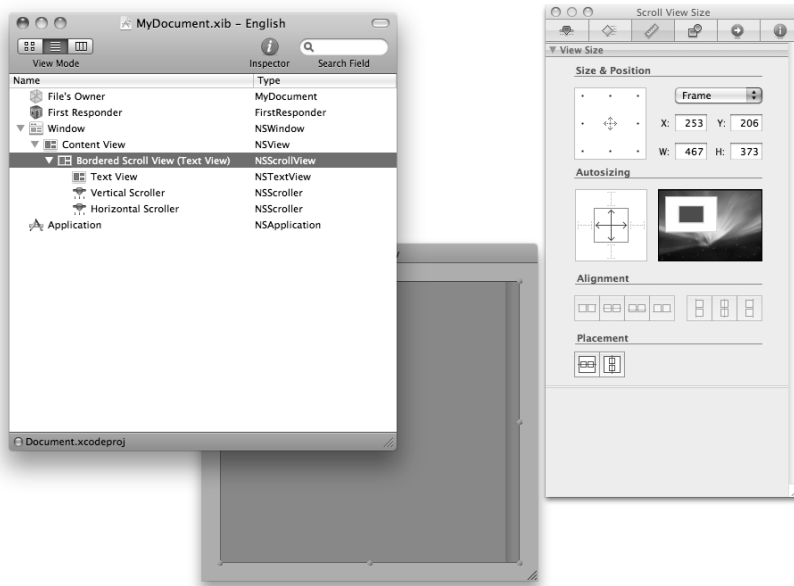 MyDocument.xib – English
View Mode
Inspector
Search Field
Name Type
File's Owner MyDocument
First Responder FirstResponder
Window NSWindow
Content View NSView
Bordered Scroll View (Text View) NSScrollView
Text View NSTextView
Vertical Scroller NSScroller
Horizontal Scroller NSScroller
Application NSApplication
Document.xcodeproj
Scroll View Size
View Size
Size & Position
Frame
X: 253 Y: 206
W: 467 H: 373
Autosizing
Alignment
Placement